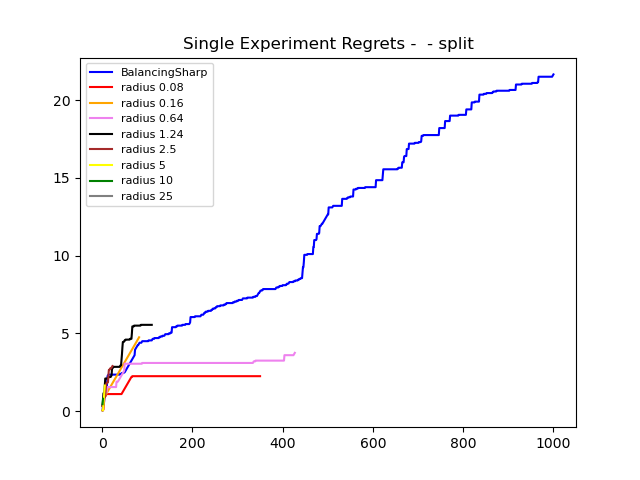 Single Experiment Regrets -  - split
BalancingSharp
radius 0.08
radius 0.16
radius 0.64
radius 1.24
radius 2.5
radius 5
radius 10
radius 25
20
15
10
5
0
0 200 400 600 800 1000